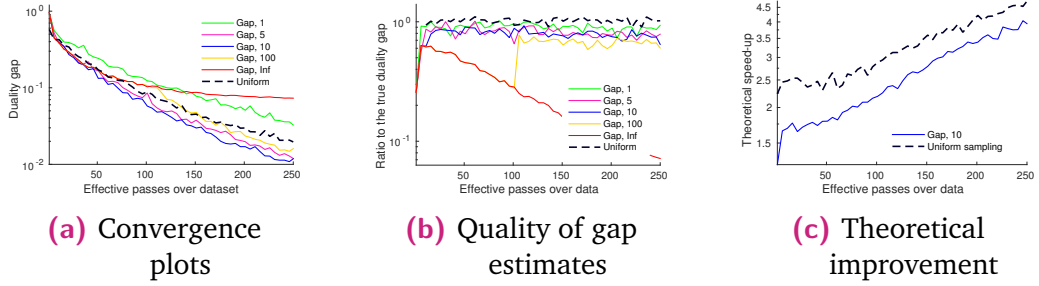 10^0
10^-1
10^-2
Duality gap
50
100
150
200
250
Effective passes over dataset
Gap, 1
Gap, 5
Gap, 10
Gap, 100
Gap, Inf
Uniform
(a) Convergence
plots
10^0
10^-1
Ratio to the true duality gap
50
100
150
200
250
Effective passes over data
Gap, 1
Gap, 5
Gap, 10
Gap, 100
Gap, Inf
Uniform
(b) Quality of gap
estimates
4.5
4
3.5
3
2.5
2
1.5
Theoretical speed-up
50
100
150
200
250
Effective passes over data
Gap, 10
Uniform sampling
(c) Theoretical
improvement